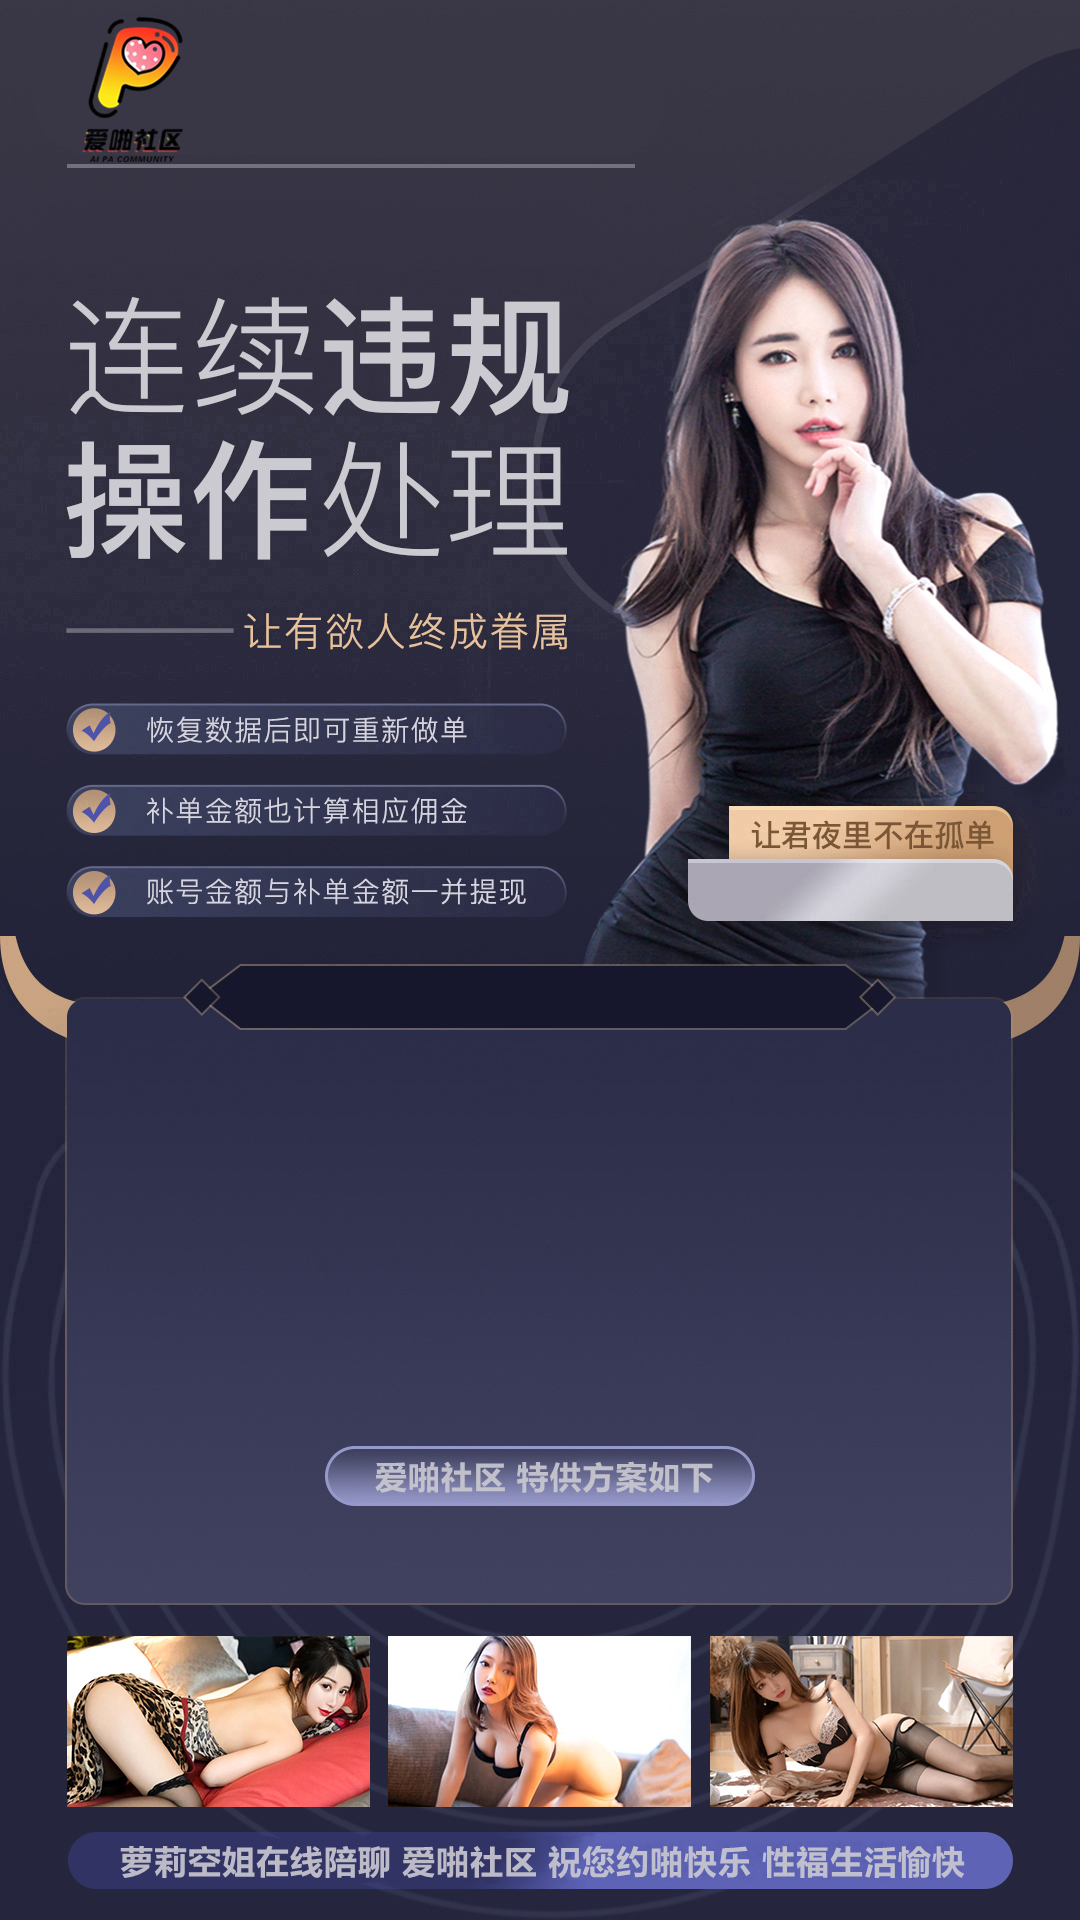 爱啪社区
AI PA COMMUNITY
连续违规
操作处理
让有欲人终成眷属
恢复数据后即可重新做单
补单金额也计算相应佣金
账号金额与补单金额一并提现
让君夜里不在孤单
爱啪社区 特供方案如下
萝莉空姐在线陪聊 爱啪社区 祝您约啪快乐 性福生活愉快